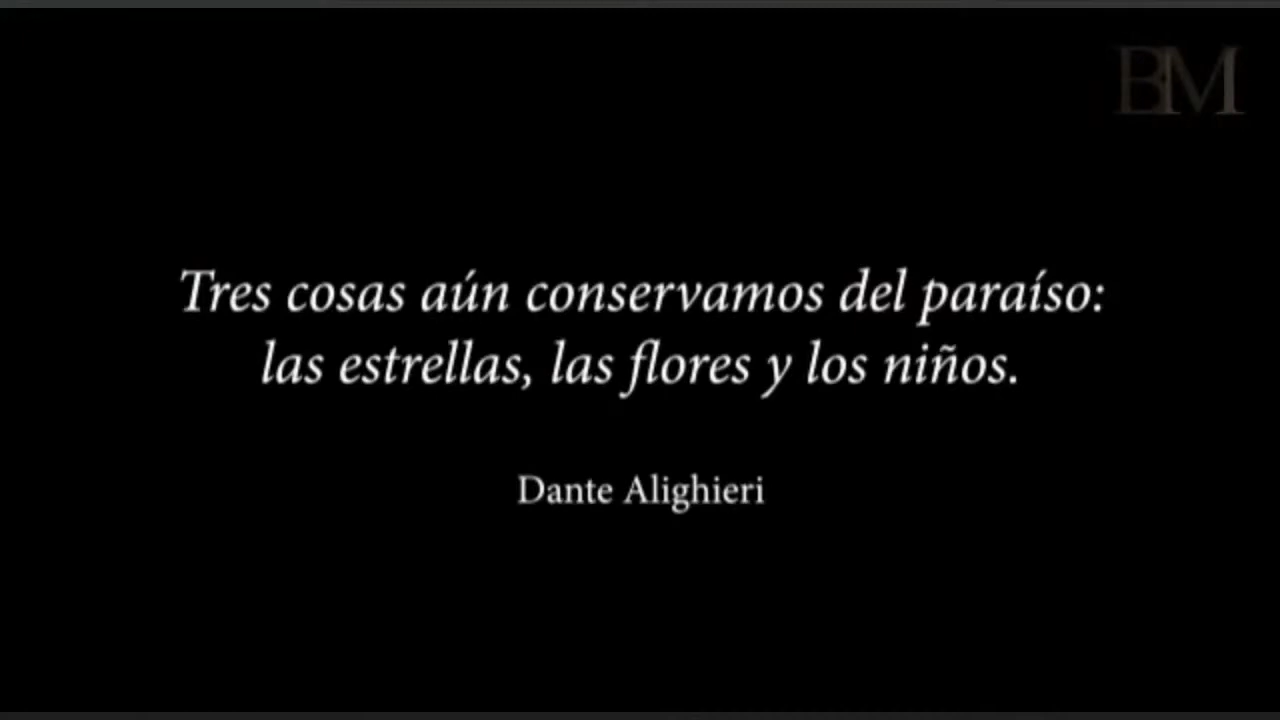 BM
Tres cosas aún conservamos del paraíso:
las estrellas, las flores y los niños.
Dante Alighieri